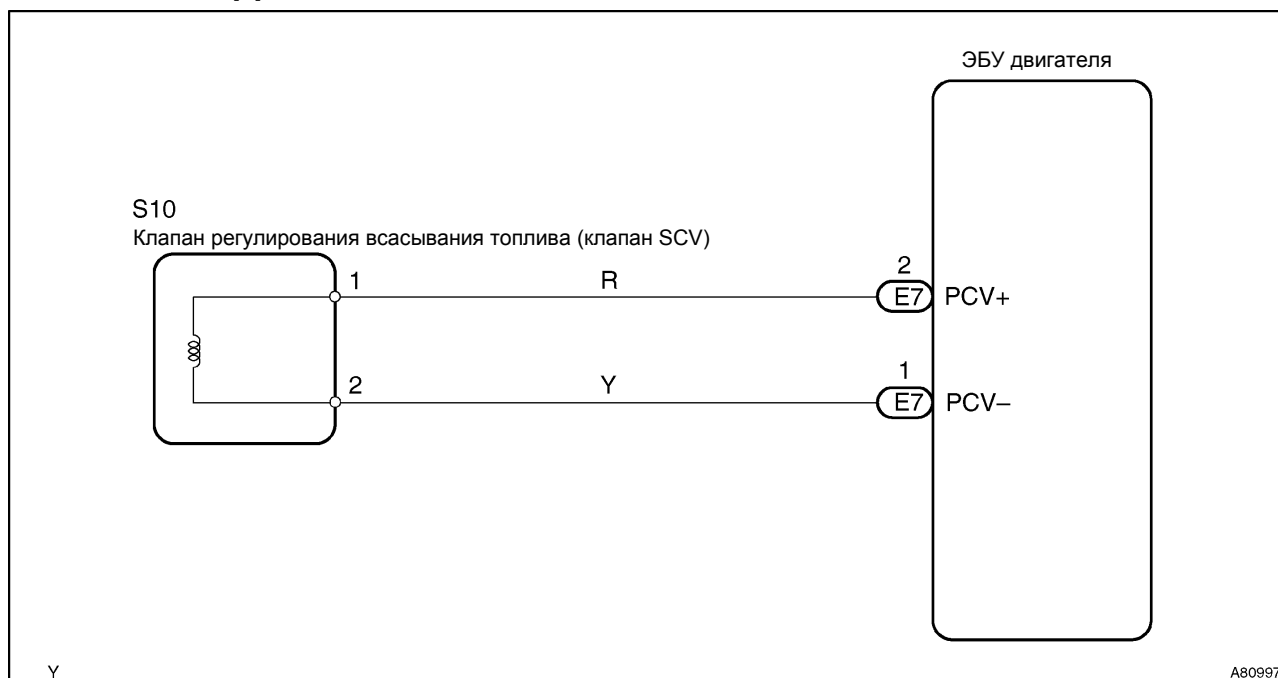 ЭБУ двигателя
S10
Клапан регулирования всасывания топлива (клапан SCV)
1 R 2 E7 PCV+
2 Y 1 E7 PCV–
Y A80997